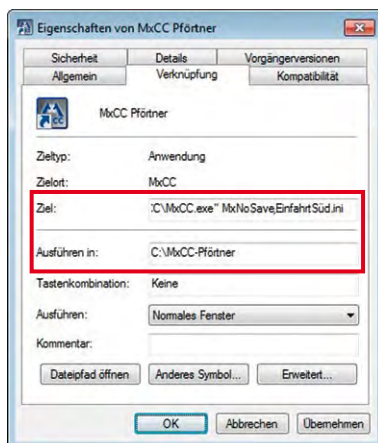 Eigenschaften von MxCC Pförtner
Sicherheit Details Vorgängerversionen
Allgemein Verknüpfung Kompatibilität
CC
MxCC Pförtner
Zieltyp: Anwendung
Zielort: MxCC
Ziel: :C\MxCC.exe" MxNoSave,EinfahrtSüd.ini
Ausführen in: C:\MxCC-Pförtner
Tastenkombination: Keine
Ausführen: Normales Fenster
Kommentar:
Dateipfad öffnen Anderes Symbol... Erweitert...
OK Abbrechen Übernehmen